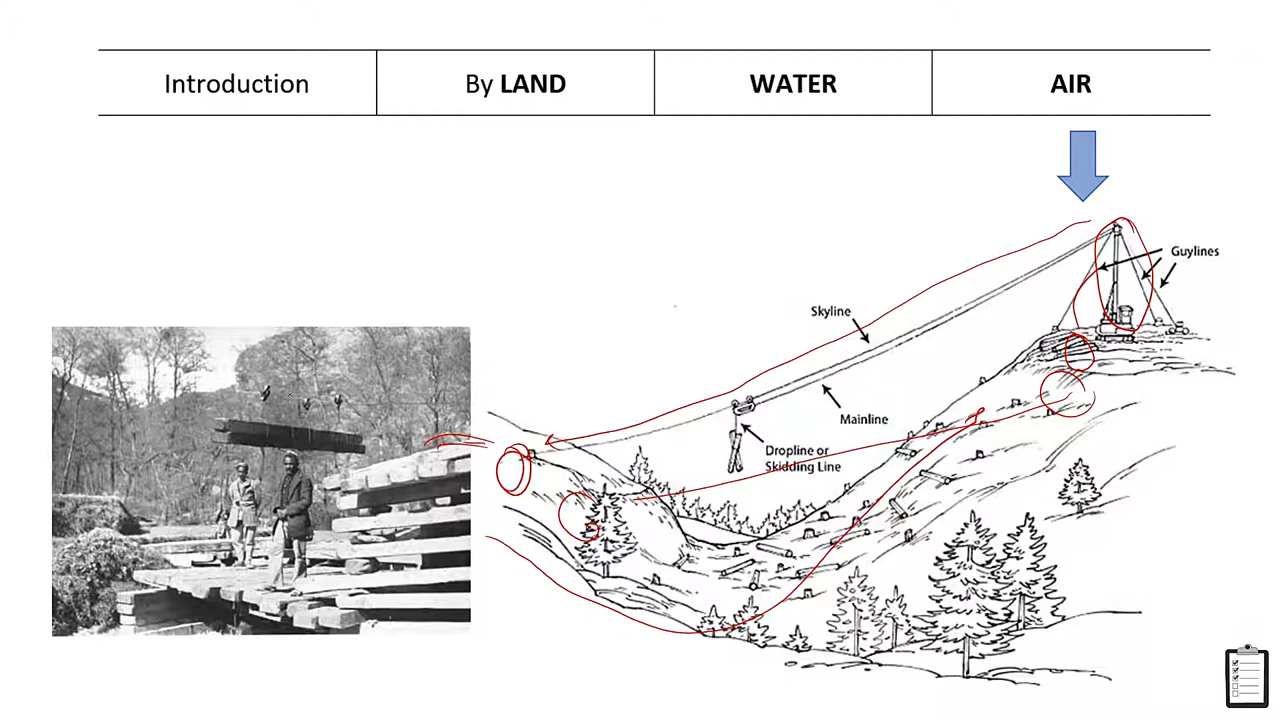 Introduction
By LAND
WATER
AIR
Guylines
Skyline
Mainline
Dropline or
Skidding Line